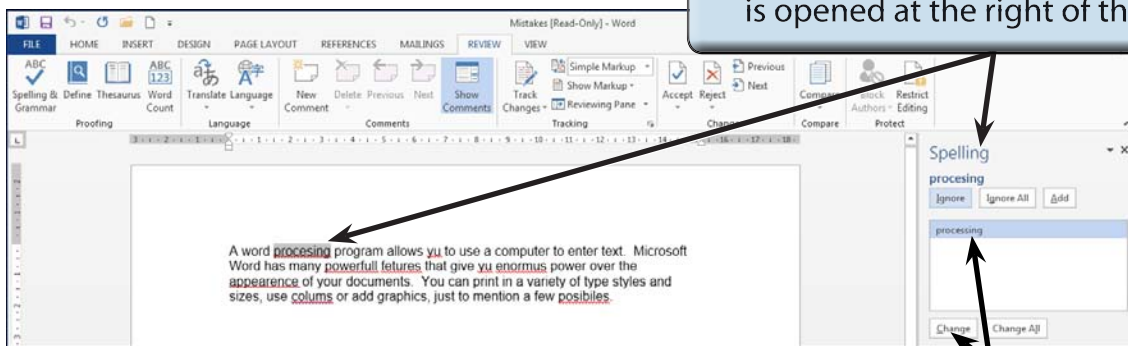 is opened at the right of th
Mistakes [Read-Only] - Word
FILE HOME INSERT DESIGN PAGE LAYOUT REFERENCES MAILINGS REVIEW VIEW
ABC
Spelling & Grammar
Define
Thesaurus
ABC 123
Word Count
Proofing
Translate
Language
Language
New Comment
Delete
Previous
Next
Show Comments
Comments
Track Changes
Simple Markup
Show Markup
Reviewing Pane
Tracking
Accept
Reject
Previous
Next
Chan
Compare
Compare
Block Authors
Restrict Editing
Protect
Spelling
procesing
Ignore
Ignore All
Add
processing
Change
Change All
A word procesing program allows yu to use a computer to enter text. Microsoft
Word has many powerfull fetures that give yu enormus power over the
appearence of your documents. You can print in a variety of type styles and
sizes, use colums or add graphics, just to mention a few posibiles.